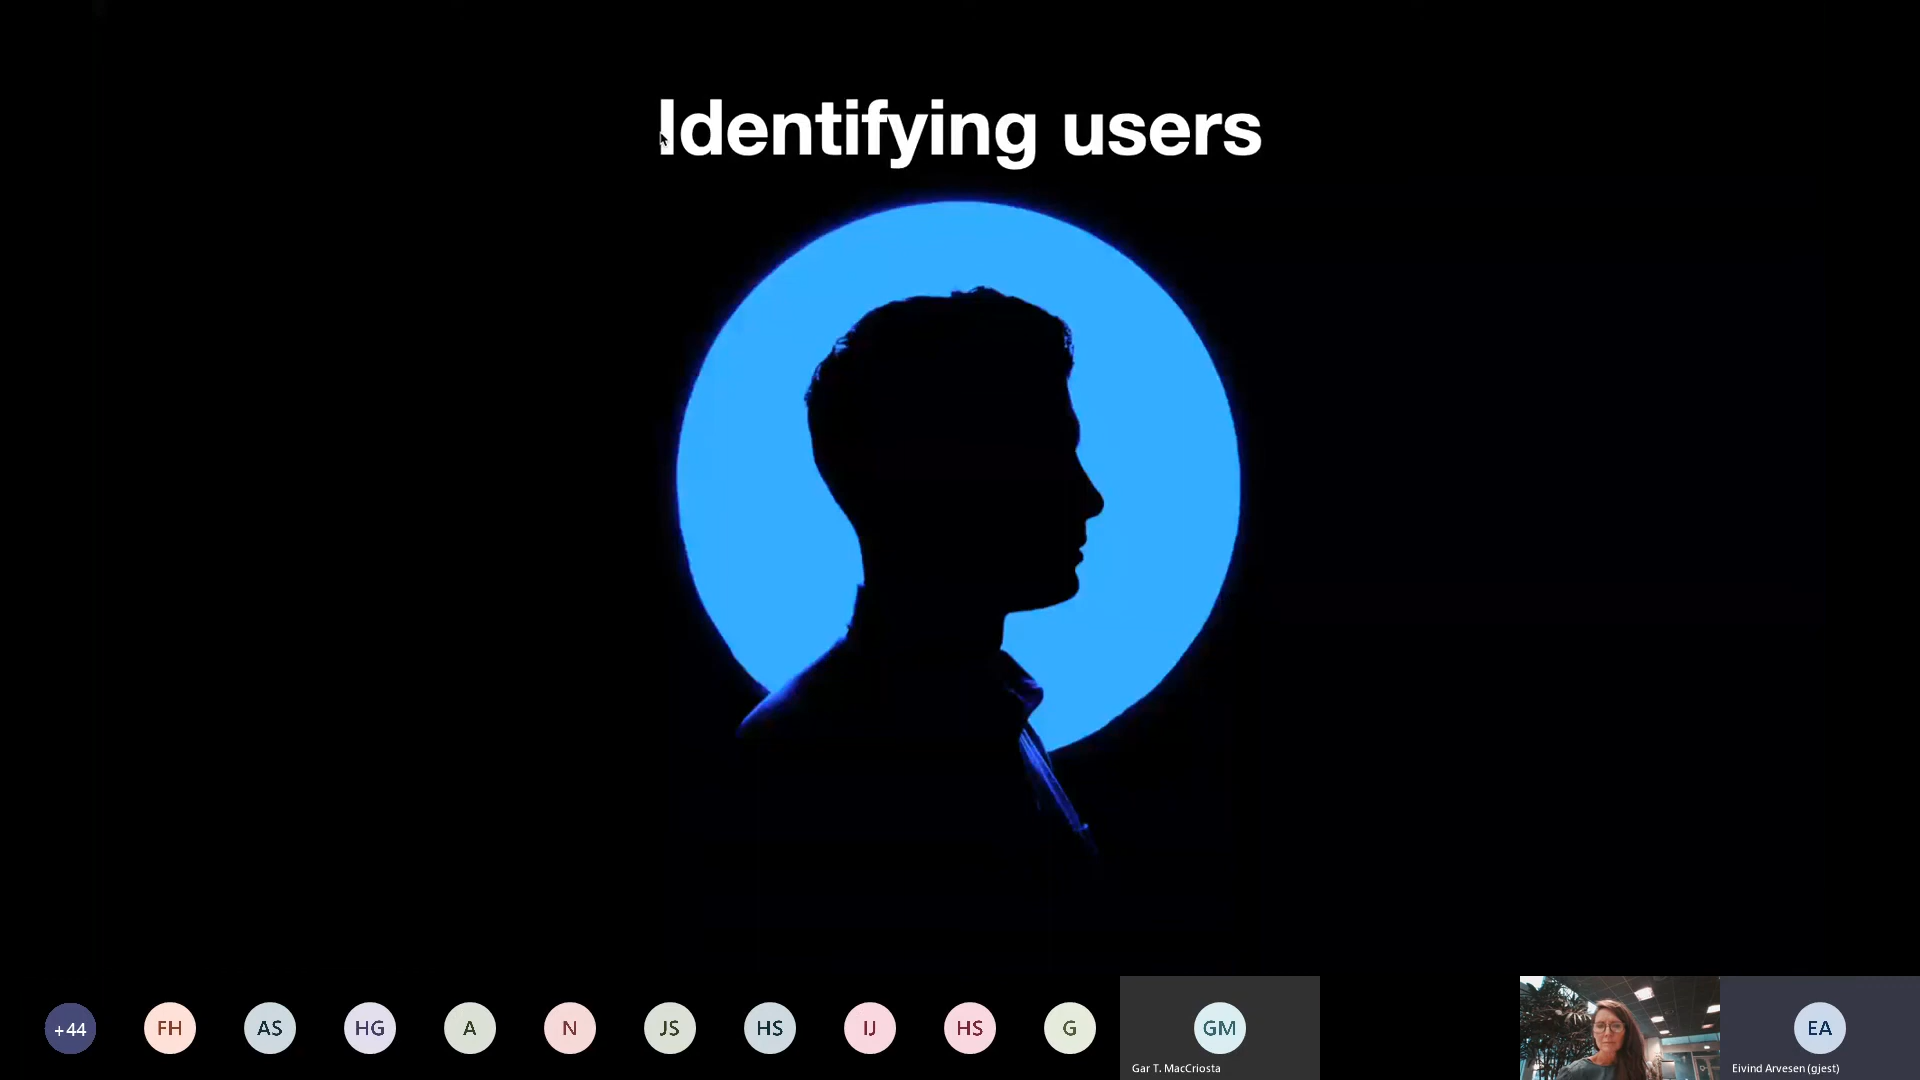 Identifying users
+44
FH
AS
HG
A
N
JS
HS
IJ
HS
G
GM
EA
Gar T. MacCriosta
Eivind Arvesen (gjest)